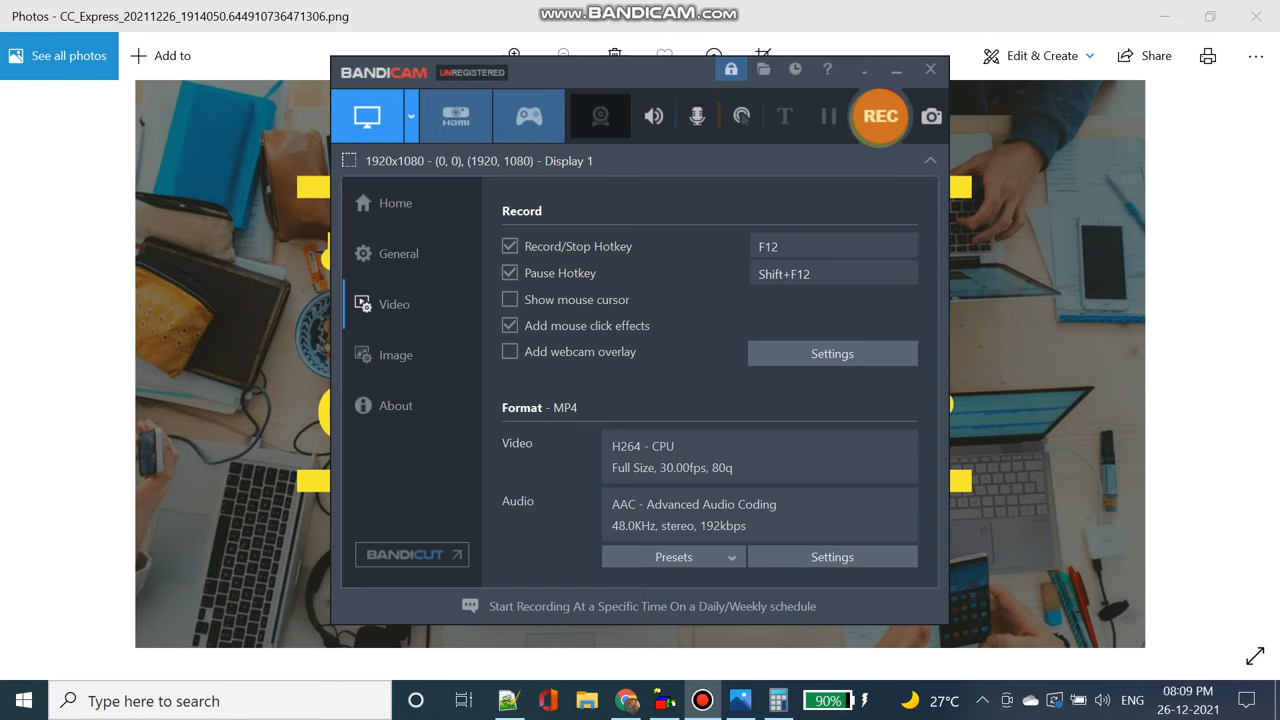 Photos - CC_Express_20211226_1914050.644910736471306.png
www.BANDICAM.com
See all photos
Add to
Edit & Create
Share
BANDICAM UNREGISTERED
HDMI
REC
1920x1080 - (0, 0), (1920, 1080) - Display 1
Home
General
Video
Image
About
BANDICUT
Record
Record/Stop Hotkey F12
Pause Hotkey Shift+F12
Show mouse cursor
Add mouse click effects
Add webcam overlay Settings
Format - MP4
Video H264 - CPU
Full Size, 30.00fps, 80q
Audio AAC - Advanced Audio Coding
48.0KHz, stereo, 192kbps
Presets Settings
Start Recording At a Specific Time On a Daily/Weekly schedule
Type here to search
90%
27°C
ENG
08:09 PM
26-12-2021